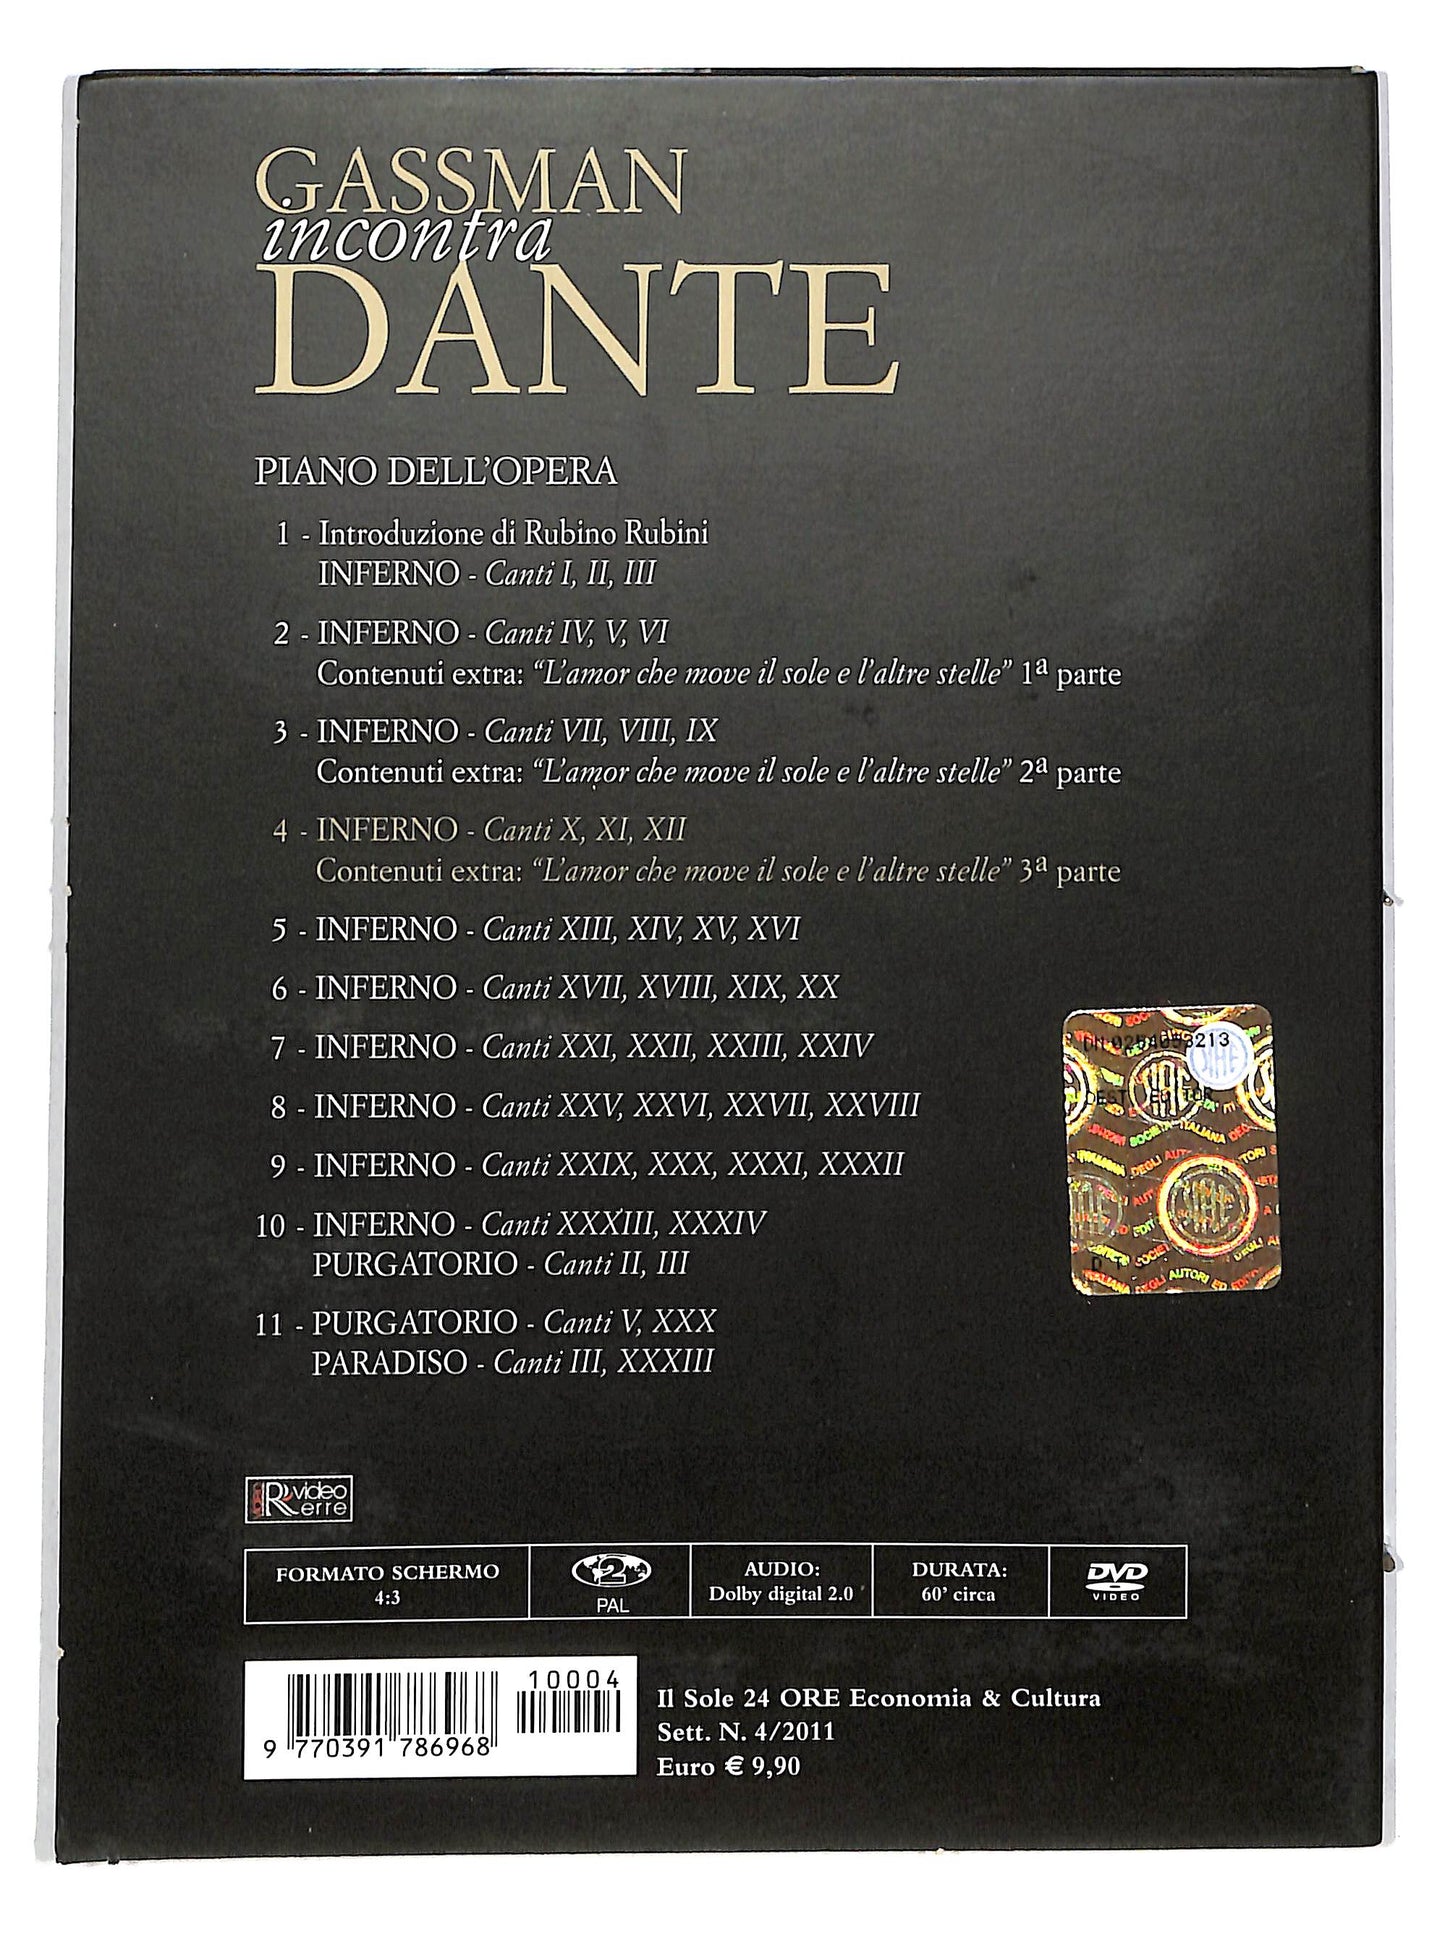 GASSMAN
incontra
DANTE
PIANO DELL'OPERA
1 - Introduzione di Rubino Rubini
INFERNO - Canti I, II, III
2 - INFERNO - Canti IV, V, VI
Contenuti extra: “L'amor che move il sole e l'altre stelle” 1ª parte
3 - INFERNO - Canti VII, VIII, IX
Contenuti extra: “L'amor che move il sole e l'altre stelle” 2ª parte
4 - INFERNO - Canti X, XI, XII
Contenuti extra: “L'amor che move il sole e l'altre stelle” 3ª parte
5 - INFERNO - Canti XIII, XIV, XV, XVI
6 - INFERNO - Canti XVII, XVIII, XIX, XX
7 - INFERNO - Canti XXI, XXII, XXIII, XXIV
8 - INFERNO - Canti XXV, XXVI, XXVII, XXVIII
9 - INFERNO - Canti XXIX, XXX, XXXI, XXXII
10 - INFERNO - Canti XXXIII, XXXIV
PURGATORIO - Canti II, III
11 - PURGATORIO - Canti V, XXX
PARADISO - Canti III, XXXIII
SOCIETA' ITALIANA
DEGLI AUTORI ED
R video
erre
FORMATO SCHERMO
4:3
2
PAL
AUDIO:
Dolby digital 2.0
DURATA:
60' circa
DVD
VIDEO
10004
9 770391 786968
Il Sole 24 ORE Economia & Cultura
Sett. N. 4/2011
Euro € 9,90